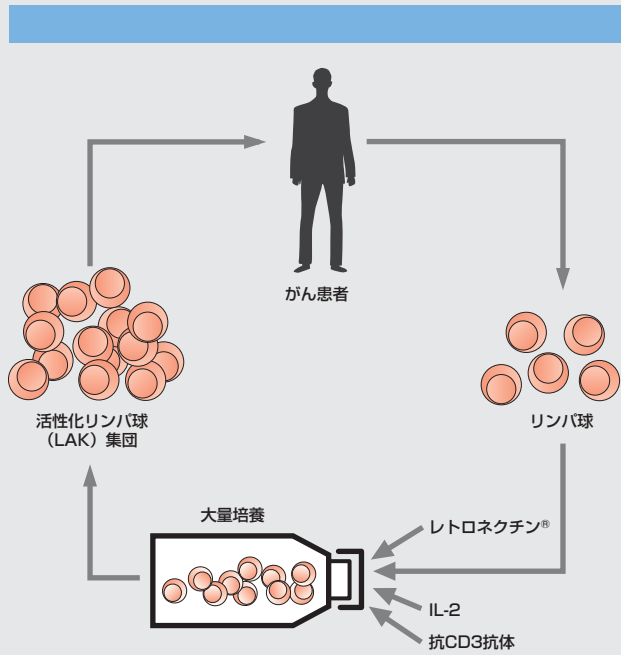 がん患者
リンパ球
活性化リンパ球
（LAK）集団
大量培養
レトロネクチン®
IL-2
抗CD3抗体